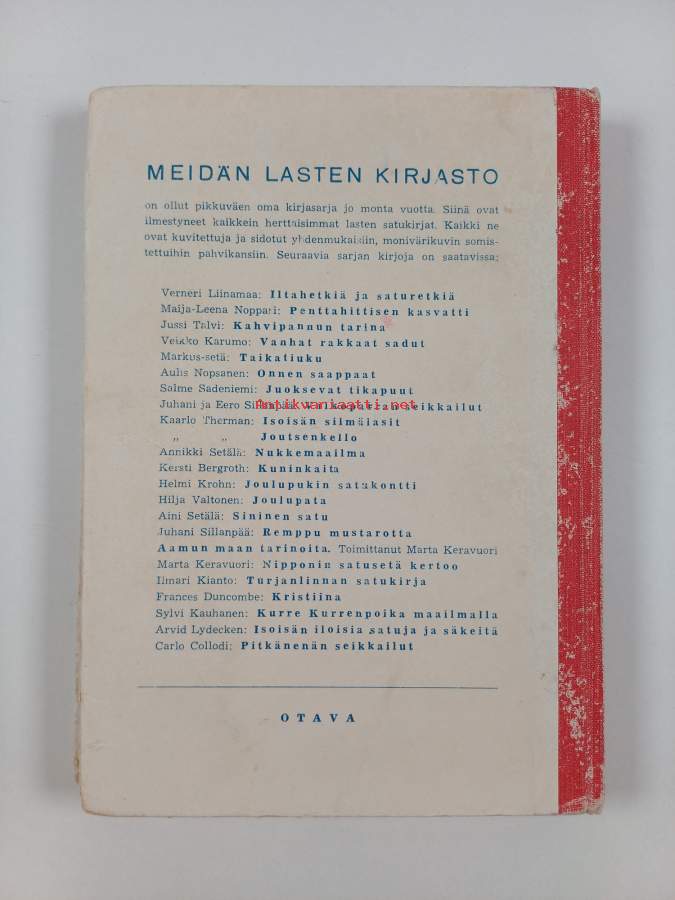 MEIDÄN LASTEN KIRJASTO
on ollut pikkuväen oma kirjasarja jo monta vuotta. Siinä ovat
ilmestyneet kaikkein herttaisimmat lasten satukirjat. Kaikki ne
ovat kuvitettuja ja sidotut yhdenmukaisiin, monivärikuvin somis-
tettuihin pahvikansiin. Seuraavia sarjan kirjoja on saatavissa:
Verneri Liinamaa: Iltahetkiä ja saturetkiä
Maija-Leena Noppari: Penttahittisen kasvatti
Jussi Talvi: Kahvipannun tarina
Veikko Karumo: Vanhat rakkaat sadut
Markus-setä: Taikatiuku
Aulis Nopsanen: Onnen saappaat
Salme Sadeniemi: Juoksevat tikapuut
Juhani ja Eero Sillanpää: seikkailut
Antikvariaatti.net
Kaarlo Therman: Isoisän silmälasit
„ „ Joutsenkello
Annikki Setälä: Nukkemaailma
Kersti Bergroth: Kuninkaita
Helmi Krohn: Joulupukin satukontti
Hilja Valtonen: Joulupata
Aini Setälä: Sininen satu
Juhani Sillanpää: Remppu mustarotta
Aamun maan tarinoita. Toimittanut Marta Keravuori
Marta Keravuori: Nipponin satusetä kertoo
Ilmari Kianto: Turjanlinnan satukirja
Frances Duncombe: Kristiina
Sylvi Kauhanen: Kurre Kurrenpoika maailmalla
Arvid Lydecken: Isoisän iloisia satuja ja säkeitä
Carlo Collodi: Pitkänenän seikkailut
OTAVA